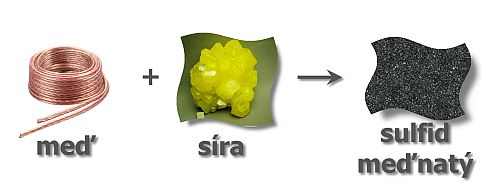 +
meď
síra
sulfid
meďnatý